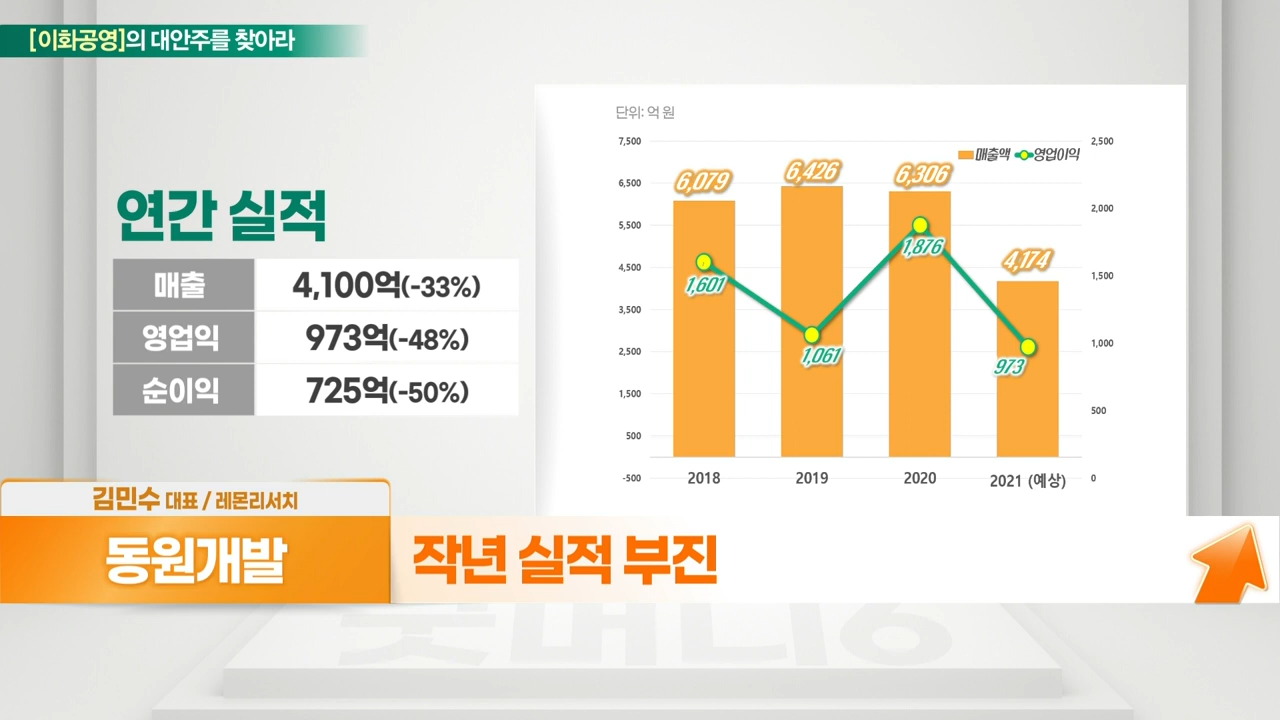 [이화공영]의 대안주를 찾아라
연간 실적
매출 4,100억(-33%)
영업익 973억(-48%)
순이익 725억(-50%)
단위: 억 원
매출액 영업이익
7,500
6,500
5,500
4,500
3,500
2,500
1,500
500
-500
2,500
2,000
1,500
1,000
500
0
6,079
6,426
6,306
4,174
1,601
1,061
1,876
973
2018 2019 2020 2021 (예상)
김민수 대표 / 레몬리서치
동원개발
작년 실적 부진
굿머니6